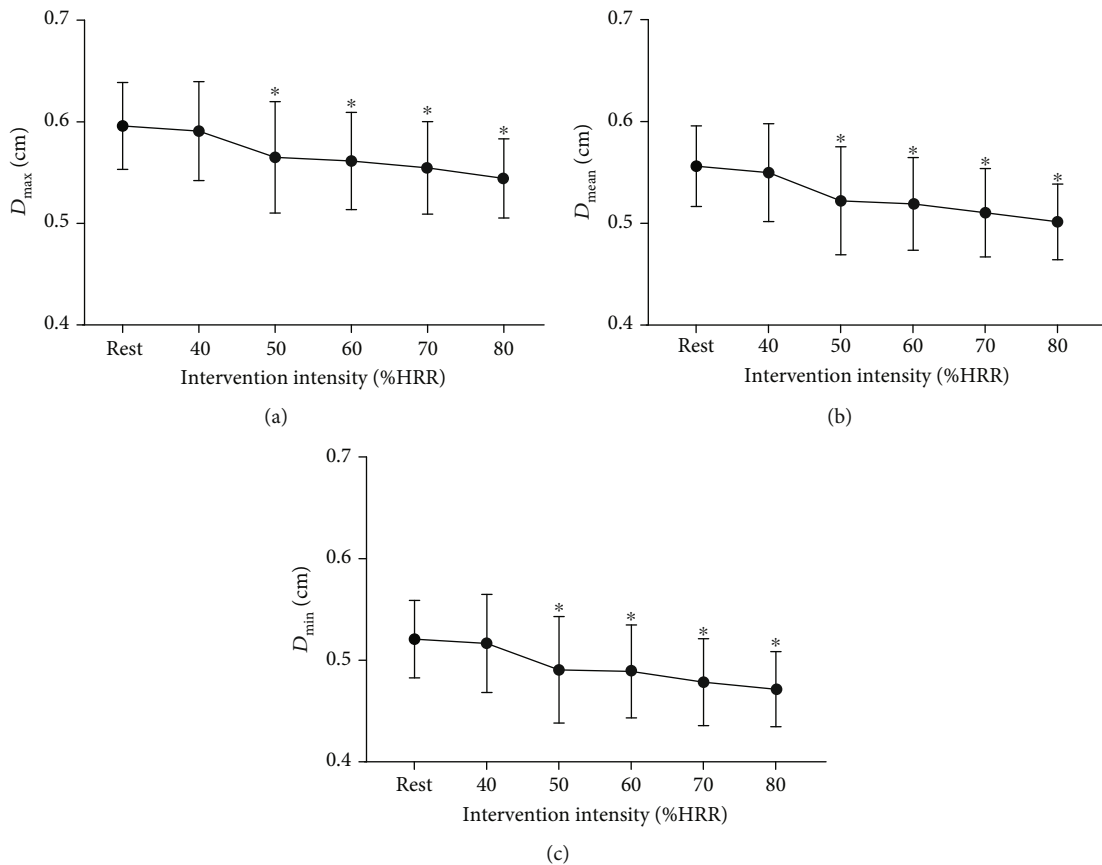 0.7
0.6
0.5
0.4
D_max (cm)
* * * *
Rest 40 50 60 70 80
Intervention intensity (%HRR)
(a)
0.7
0.6
0.5
0.4
D_mean (cm)
* * * *
Rest 40 50 60 70 80
Intervention intensity (%HRR)
(b)
0.7
0.6
0.5
0.4
D_min (cm)
* * * *
Rest 40 50 60 70 80
Intervention intensity (%HRR)
(c)